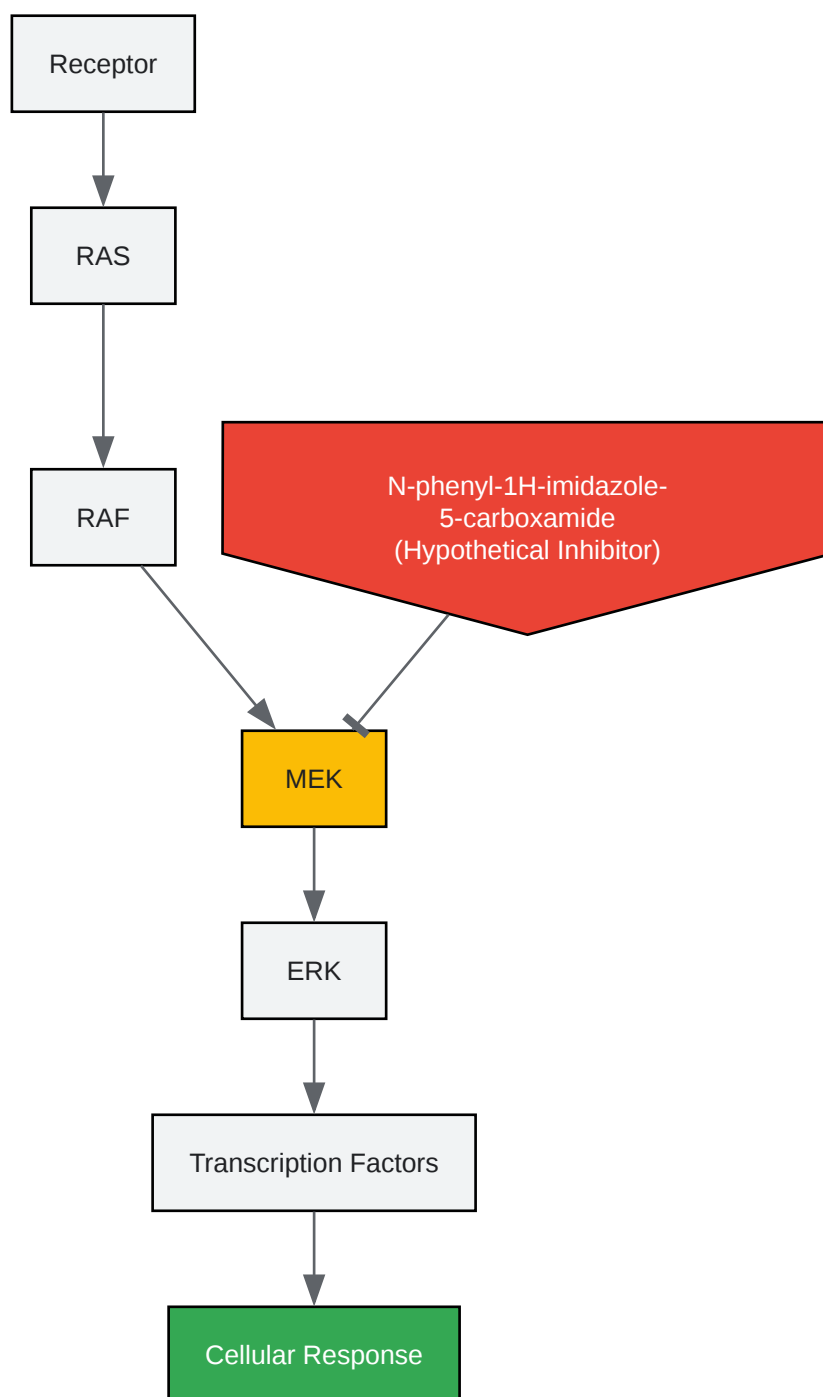 Receptor
RAS
RAF
N-phenyl-1H-imidazole-
5-carboxamide
(Hypothetical Inhibitor)
MEK
ERK
Transcription Factors
Cellular Response